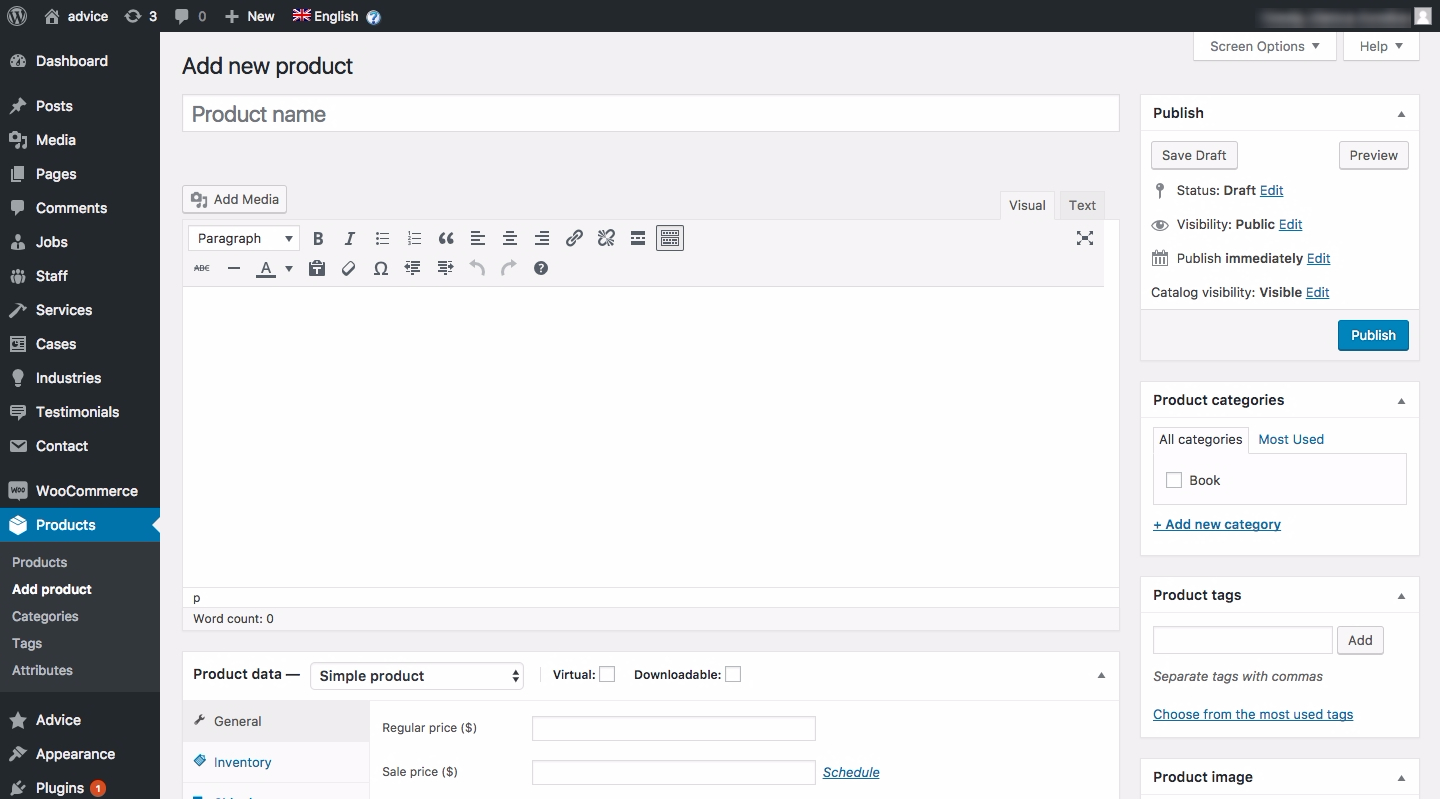 advice 3 0 New English
Screen Options Help
Dashboard
Posts
Media
Pages
Comments
Jobs
Staff
Services
Cases
Industries
Testimonials
Contact
WooCommerce
Products
Products
Add product
Categories
Tags
Attributes
Advice
Appearance
Plugins 1
Add new product
Product name
Add Media
Visual Text
Paragraph B I
ABC A
p
Word count: 0
Product data — Simple product Virtual: Downloadable:
General
Inventory
Regular price ($)
Sale price ($) Schedule
Publish
Save Draft Preview
Status: Draft Edit
Visibility: Public Edit
Publish immediately Edit
Catalog visibility: Visible Edit
Publish
Product categories
All categories Most Used
Book
+ Add new category
Product tags
Add
Separate tags with commas
Choose from the most used tags
Product image